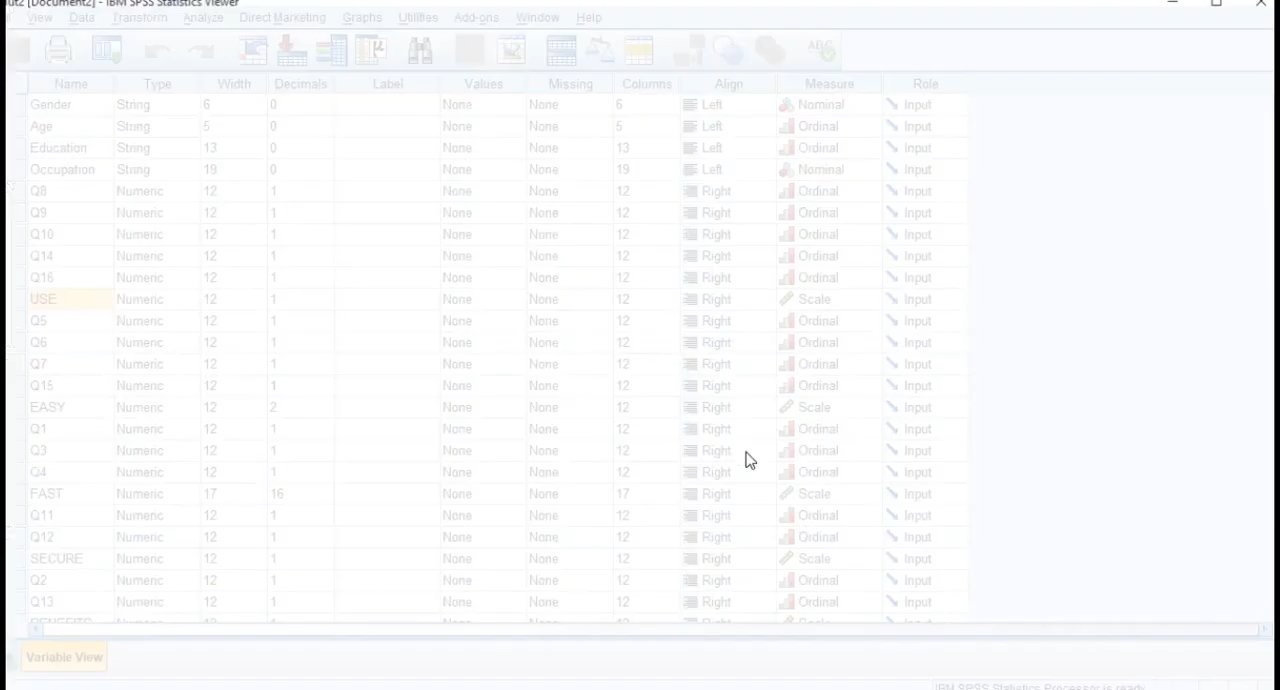 ut2 [Document2] - IBM SPSS Statistics Viewer
View Data Transform Analyze Direct Marketing Graphs Utilities Add-ons Window Help
Name Type Width Decimals Label Values Missing Columns Align Measure Role
Gender String 6 0 None None 6 Left Nominal Input
Age String 5 0 None None 5 Left Ordinal Input
Education String 13 0 None None 13 Left Ordinal Input
Occupation String 19 0 None None 19 Left Nominal Input
Q8 Numeric 12 1 None None 12 Right Ordinal Input
Q9 Numeric 12 1 None None 12 Right Ordinal Input
Q10 Numeric 12 1 None None 12 Right Ordinal Input
Q14 Numeric 12 1 None None 12 Right Ordinal Input
Q16 Numeric 12 1 None None 12 Right Ordinal Input
USE Numeric 12 1 None None 12 Right Scale Input
Q5 Numeric 12 1 None None 12 Right Ordinal Input
Q6 Numeric 12 1 None None 12 Right Ordinal Input
Q7 Numeric 12 1 None None 12 Right Ordinal Input
Q15 Numeric 12 1 None None 12 Right Ordinal Input
EASY Numeric 12 2 None None 12 Right Scale Input
Q1 Numeric 12 1 None None 12 Right Ordinal Input
Q3 Numeric 12 1 None None 12 Right Ordinal Input
Q4 Numeric 12 1 None None 12 Right Ordinal Input
FAST Numeric 17 16 None None 17 Right Scale Input
Q11 Numeric 12 1 None None 12 Right Ordinal Input
Q12 Numeric 12 1 None None 12 Right Ordinal Input
SECURE Numeric 12 1 None None 12 Right Scale Input
Q2 Numeric 12 1 None None 12 Right Ordinal Input
Q13 Numeric 12 1 None None 12 Right Ordinal Input
BENEFITS Numeric 12 1 None None 12 Right Scale Input
Variable View
IBM SPSS Statistics Processor is ready